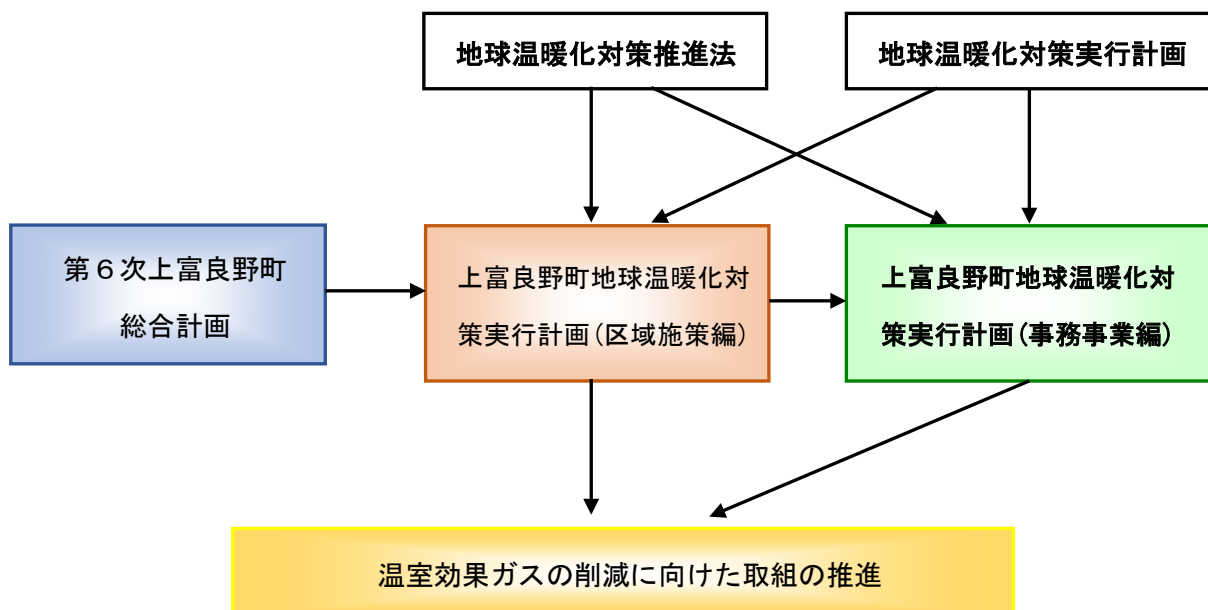 地球温暖化対策推進法
地球温暖化対策実行計画
第６次上富良野町
総合計画
上富良野町地球温暖化対
策実行計画（区域施策編）
上富良野町地球温暖化対
策実行計画（事務事業編）
温室効果ガスの削減に向けた取組の推進